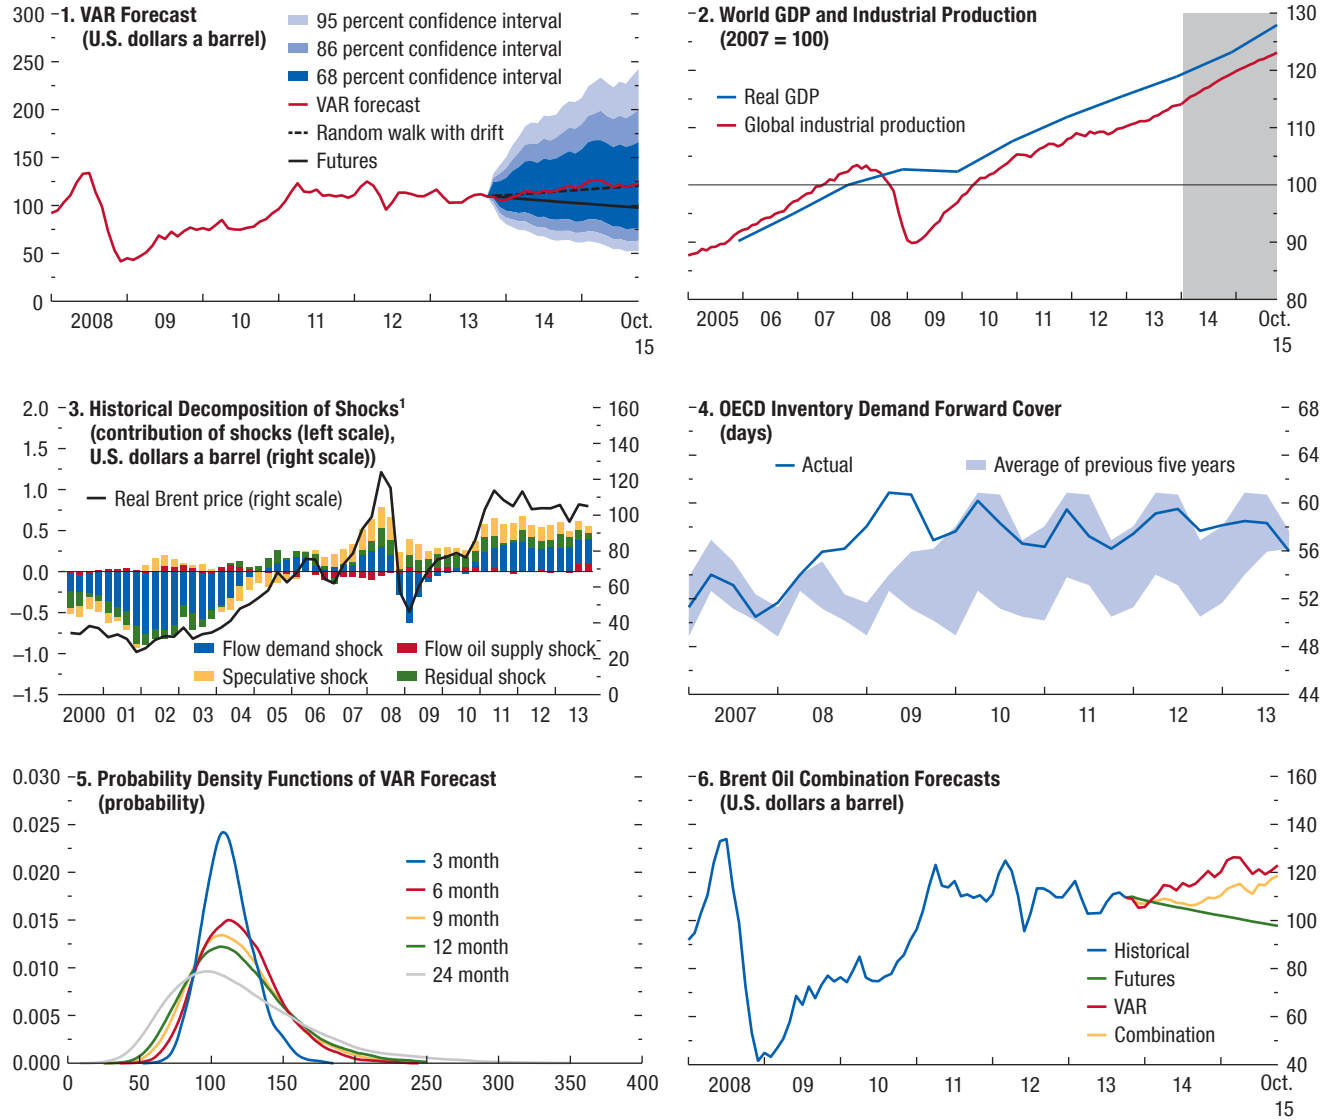 1. VAR Forecast
(U.S. dollars a barrel)
95 percent confidence interval
86 percent confidence interval
68 percent confidence interval
VAR forecast
Random walk with drift
Futures
300
250
200
150
100
50
0
2008 09 10 11 12 13 14 Oct.
15
2. World GDP and Industrial Production
(2007 = 100)
Real GDP
Global industrial production
130
120
110
100
90
80
2005 06 07 08 09 10 11 12 13 14 Oct.
15
3. Historical Decomposition of Shocks¹
(contribution of shocks (left scale),
U.S. dollars a barrel (right scale))
Real Brent price (right scale)
2.0
1.5
1.0
0.5
0.0
–0.5
–1.0
–1.5
160
140
120
100
80
60
40
20
0
Flow demand shock
Flow oil supply shock
Speculative shock
Residual shock
2000 01 02 03 04 05 06 07 08 09 10 11 12 13
4. OECD Inventory Demand Forward Cover
(days)
Actual
Average of previous five years
68
64
60
56
52
48
44
2007 08 09 10 11 12 13
5. Probability Density Functions of VAR Forecast
(probability)
3 month
6 month
9 month
12 month
24 month
0.030
0.025
0.020
0.015
0.010
0.005
0.000
0 50 100 150 200 250 300 350 400
6. Brent Oil Combination Forecasts
(U.S. dollars a barrel)
160
140
120
100
80
60
40
Historical
Futures
VAR
Combination
2008 09 10 11 12 13 14 Oct.
15